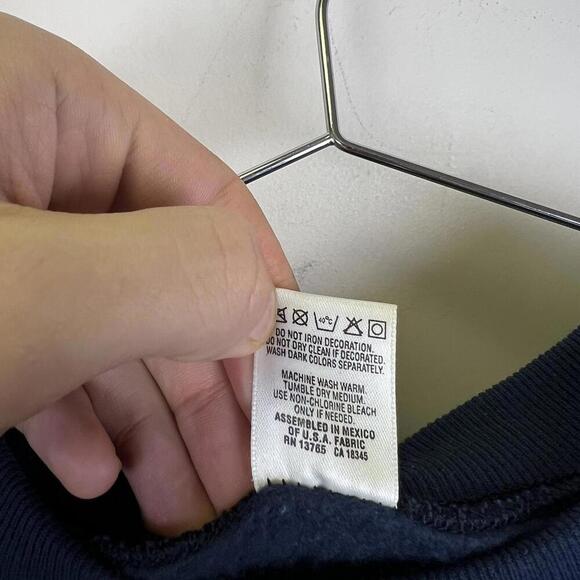 40°C
DO NOT IRON DECORATION.
DO NOT DRY CLEAN IF DECORATED.
WASH DARK COLORS SEPARATELY.
MACHINE WASH WARM.
TUMBLE DRY MEDIUM.
USE NON-CHLORINE BLEACH
ONLY IF NEEDED.
ASSEMBLED IN MEXICO
OF U.S.A. FABRIC
RN 13765 CA 18345